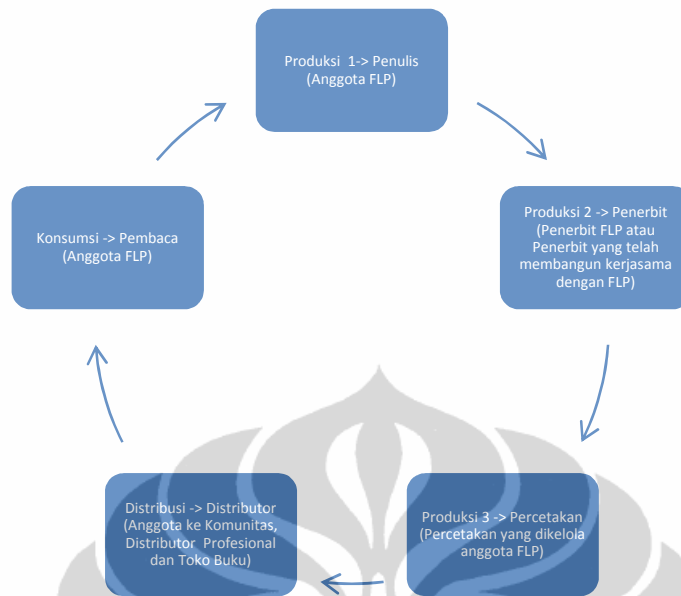 Produksi 1-> Penulis
(Anggota FLP)
Produksi 2 -> Penerbit
(Penerbit FLP atau
Penerbit yang telah
membangun kerjasama
dengan FLP)
Produksi 3 -> Percetakan
(Percetakan yang dikelola
anggota FLP)
Distribusi -> Distributor
(Anggota ke Komunitas,
Distributor Profesional
dan Toko Buku)
Konsumsi -> Pembaca
(Anggota FLP)